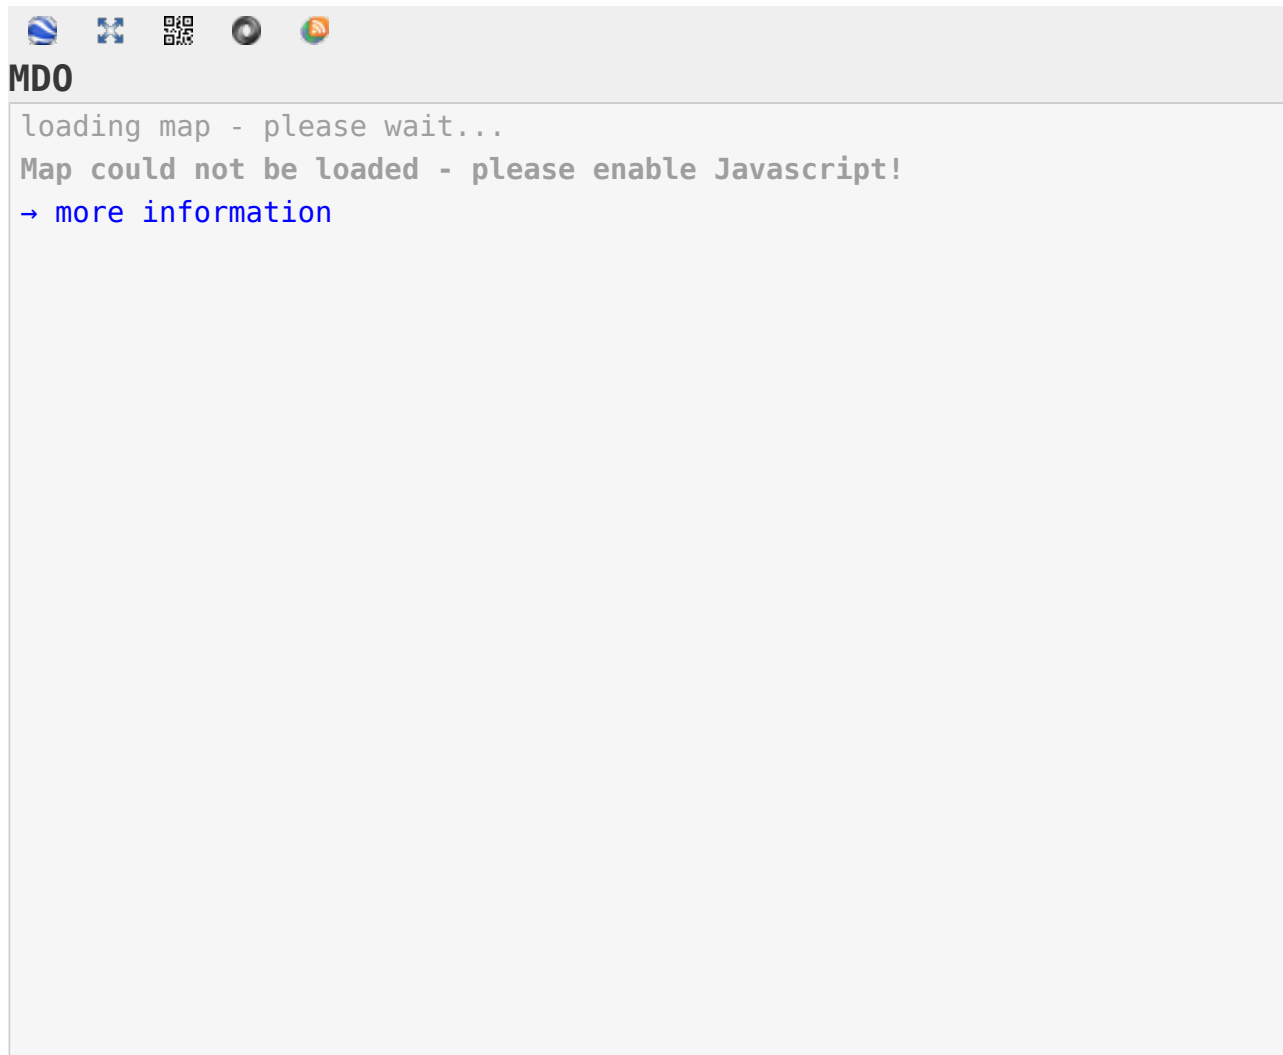 MDO
loading map - please wait...
Map could not be loaded - please enable Javascript!
→ more information